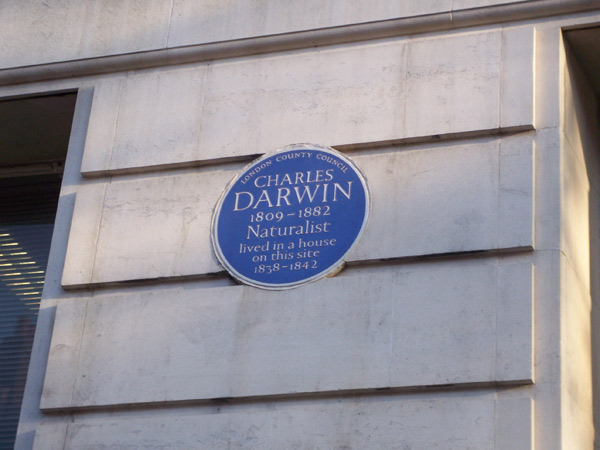 LONDON COUNTY COUNCIL
CHARLES
DARWIN
1809–1882
Naturalist
lived in a house
on this site
1838–1842